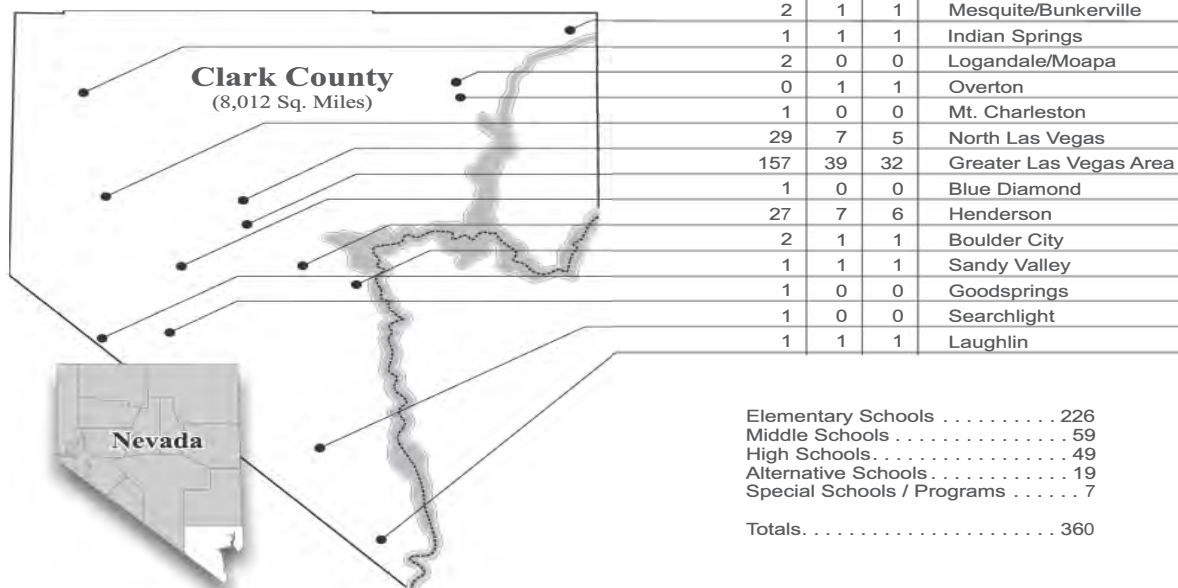 2 1 1 Mesquite/Bunkerville
1 1 1 Indian Springs
2 0 0 Logandale/Moapa
0 1 1 Overton
1 0 0 Mt. Charleston
29 7 5 North Las Vegas
157 39 32 Greater Las Vegas Area
1 0 0 Blue Diamond
27 7 6 Henderson
2 1 1 Boulder City
1 1 1 Sandy Valley
1 0 0 Goodsprings
1 0 0 Searchlight
1 1 1 Laughlin
Clark County
(8,012 Sq. Miles)
Nevada
Elementary Schools . . . . . . . . . . 226
Middle Schools . . . . . . . . . . . . . . . 59
High Schools. . . . . . . . . . . . . . . . . 49
Alternative Schools. . . . . . . . . . . . 19
Special Schools / Programs . . . . . . 7
Totals. . . . . . . . . . . . . . . . . . . . . . 360